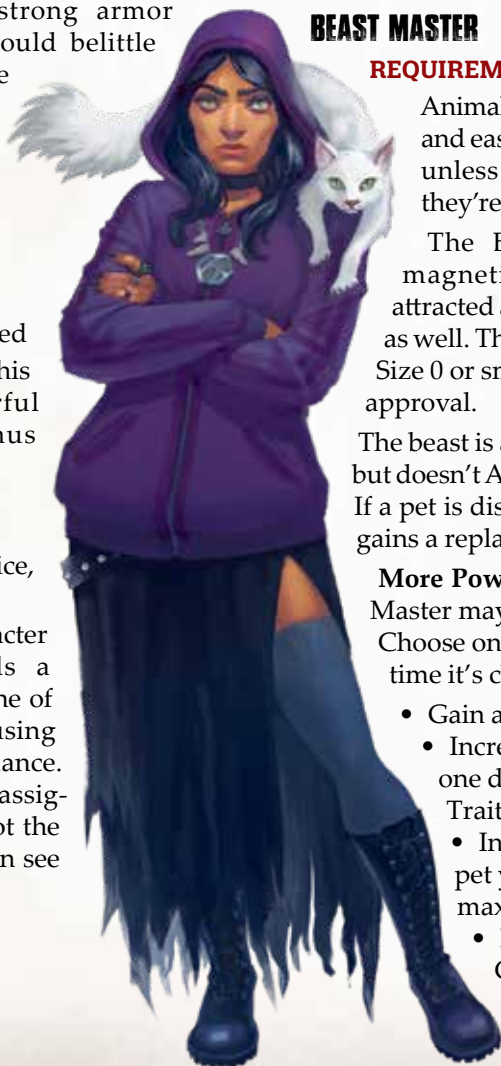 strong armor
ould belittle
e
ed
his
rful
nus
ice,
acter
ls a
ne of
using
ance.
assig-
ot the
n see
BEAST MASTER
REQUIREM
Animal
and eas
unless
they're
The B
magneti
attracted a
as well. Th
Size 0 or sm
approval.
The beast is a
but doesn't A
If a pet is dis
gains a repla
More Pow
Master may
Choose on
time it's c
• Gain a
• Incre
one d
Trait
• In
pet y
max
•